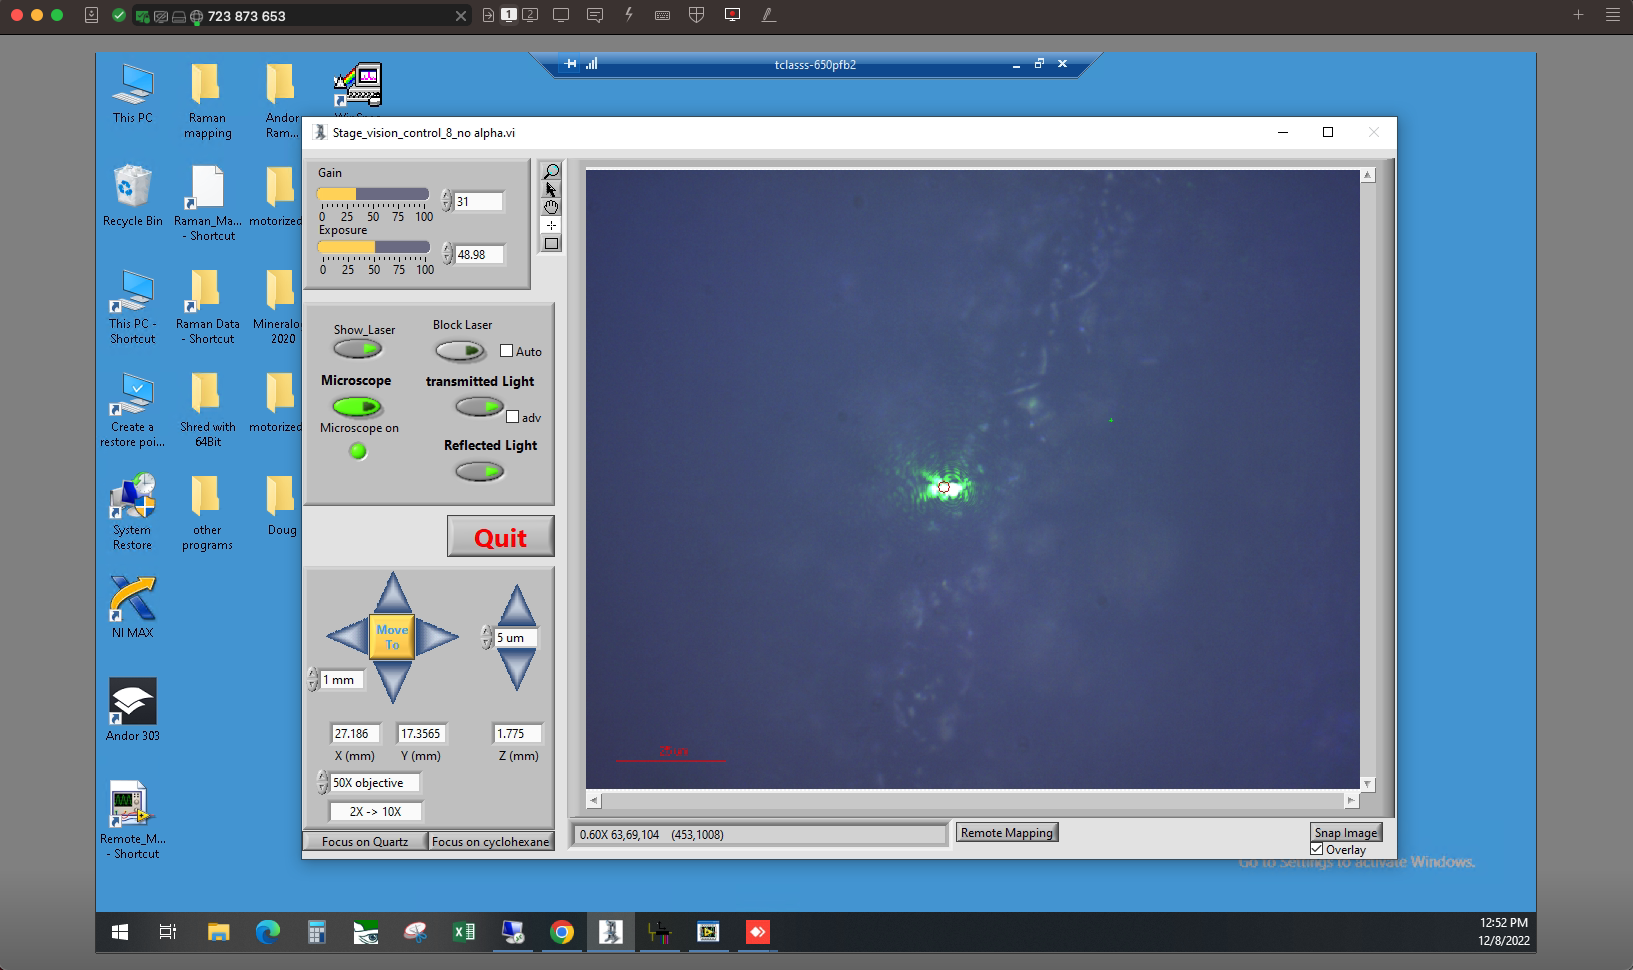 723 873 653
1
2
tclasss-650pfb2
This PC
Raman
mapping
Andor
Ram...
Recycle Bin
Raman_Ma...
- Shortcut
motorized
This PC -
Shortcut
Raman Data
- Shortcut
Mineralo
2020
Create a
restore poi...
Shred with
64Bit
motorized
System
Restore
other
programs
Doug
NI MAX
Andor 303
Remote_M...
- Shortcut
Stage_vision_control_8_no alpha.vi
Gain
31
0 25 50 75 100
Exposure
48.98
0 25 50 75 100
Show_Laser
Block Laser
Auto
Microscope
transmitted Light
adv
Microscope on
Reflected Light
Quit
Move
To
5 um
1 mm
27.186
17.3565
1.775
X (mm)
Y (mm)
Z (mm)
50X objective
2X -> 10X
Focus on Quartz
Focus on cyclohexane
25 um
0.60X 63,69,104 (453,1008)
Remote Mapping
Snap Image
Overlay
Go to Settings to activate Windows.
12:52 PM
12/8/2022